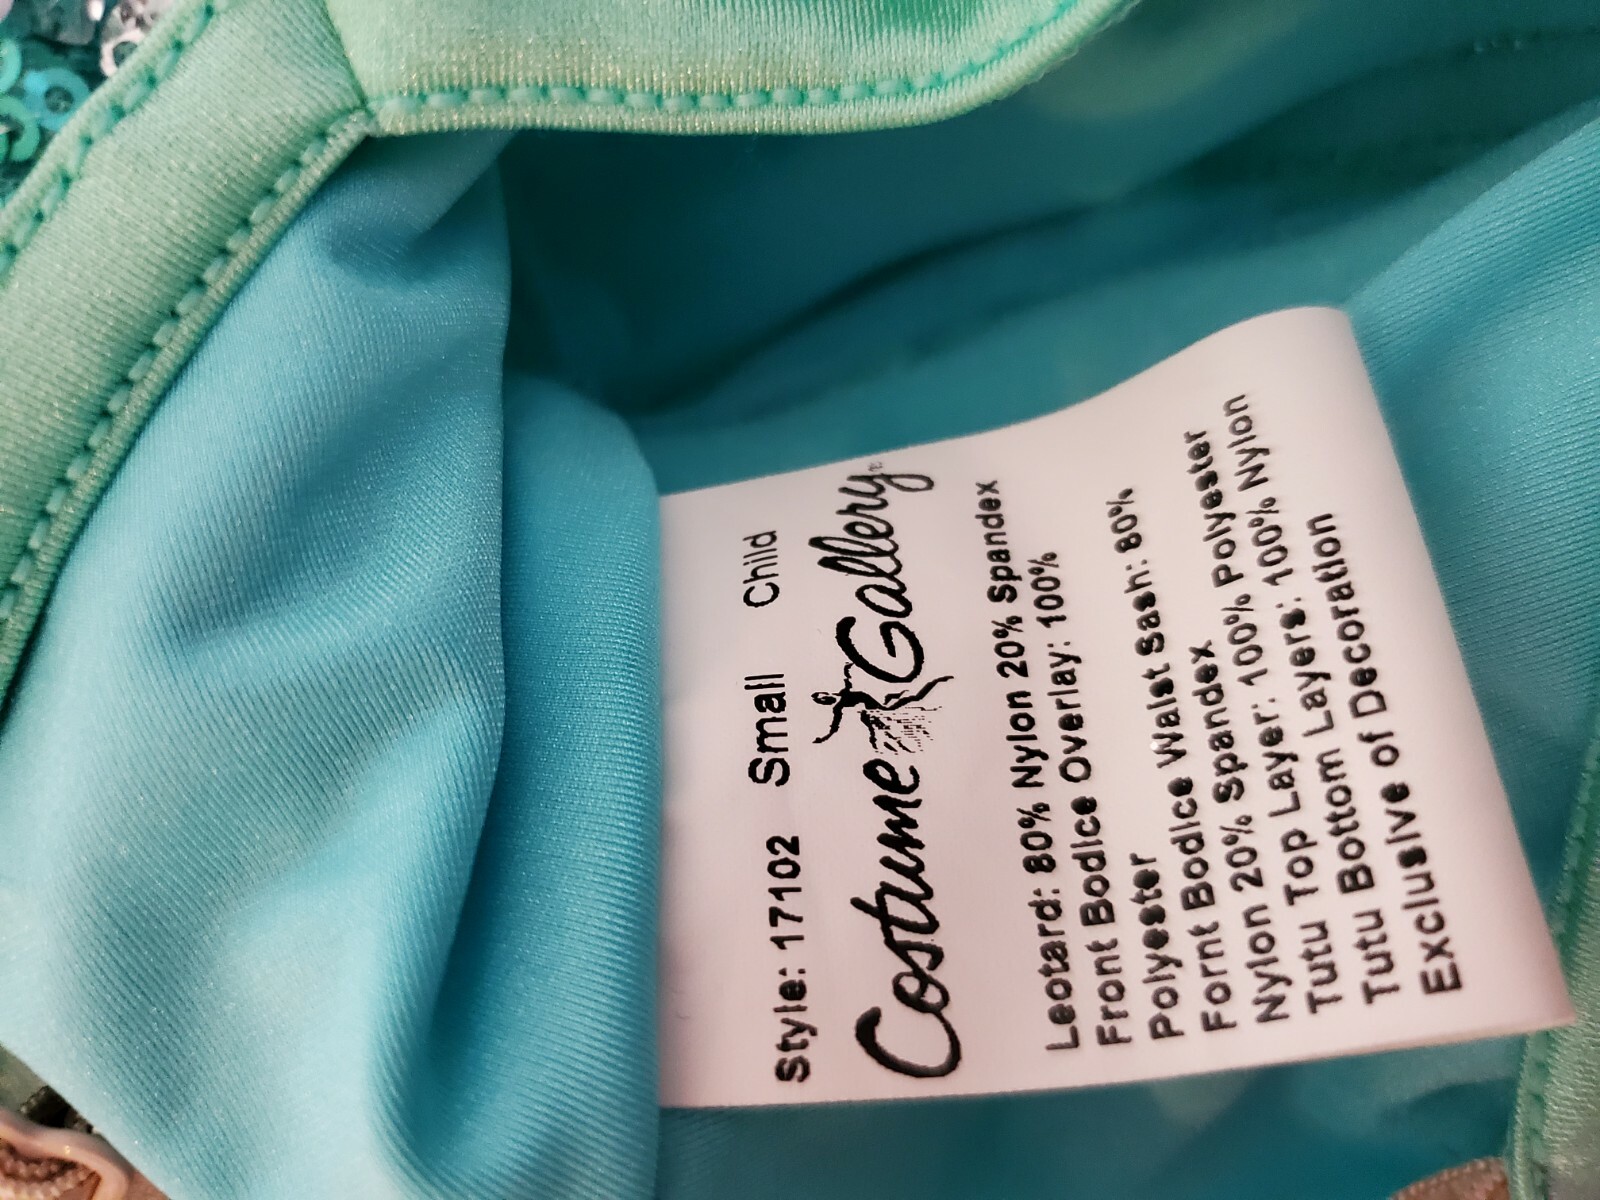 Style: 17102 Small Child
Costume Gallery®
Leotard: 80% Nylon 20% Spandex
Front Bodice Overlay: 100%
Polyester
Fornt Bodice Waist Sash: 80%
Nylon 20% Spandex
Tutu Top Layer: 100% Polyester
Tutu Bottom Layers: 100% Nylon
Exclusive of Decoration